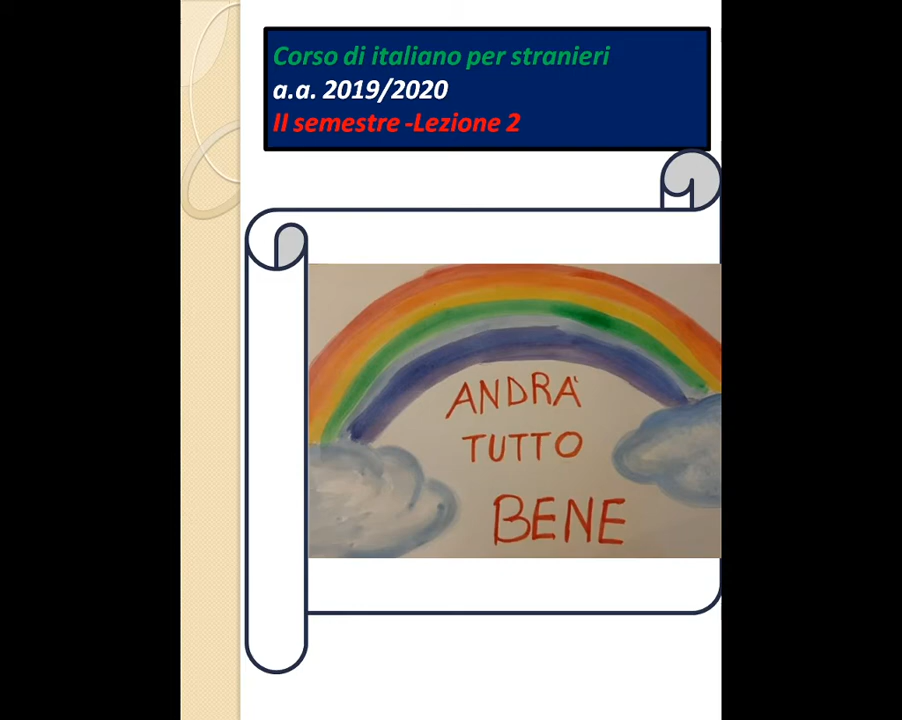 Corso di italiano per stranieri
a.a. 2019/2020
II semestre -Lezione 2
ANDRA'
TUTTO
BENE